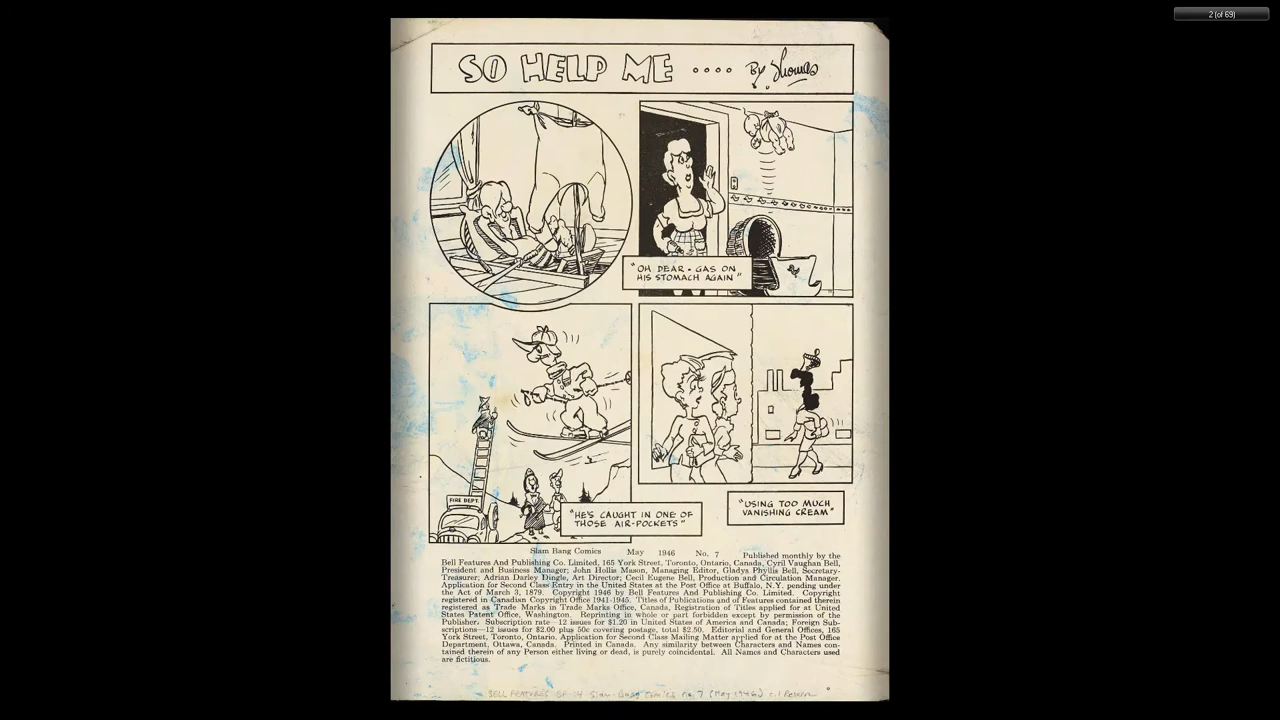 2 (of 69)
SO HELP ME .... BY Thomas
"OH DEAR - GAS ON
HIS STOMACH AGAIN"
FIRE DEPT.
"HE'S CAUGHT IN ONE OF
THOSE AIR-POCKETS"
"USING TOO MUCH
VANISHING CREAM"
Slam Bang Comics May 1946 No. 7 Published monthly by the
Bell Features And Publishing Co. Limited, 165 York Street, Toronto, Ontario, Canada, Cyril Vaughan Bell,
President and Business Manager; John Hollis Mason, Managing Editor, Gladys Phyllis Bell, Secretary-
Treasurer; Adrian Darley Dingle, Art Director; Cecil Eugene Bell, Production and Circulation Manager.
Application for Second Class Entry in the United States at the Post Office at Buffalo, N.Y. pending under
the Act of March 3, 1879. Copyright 1946 by Bell Features And Publishing Co. Limited. Copyright
registered in Canadian Copyright Office 1941-1945. Titles of Publications and of Features contained therein
registered as Trade Marks in Trade Marks Office, Canada, Registration of Titles applied for at United
States Patent Office, Washington. Reprinting in whole or part forbidden except by permission of the
Publisher. Subscription rate—12 issues for $1.20 in United States of America and Canada; Foreign Sub-
scriptions—12 issues for $2.00 plus 50c covering postage, total $2.50. Editorial and General Offices, 165
York Street, Toronto, Ontario. Application for Second Class Mailing Matter applied for at the Post Office
Department, Ottawa, Canada. Printed in Canada. Any similarity between Characters and Names con-
tained therein of any Person either living or dead, is purely coincidental. All Names and Characters used
are fictitious.
BELL FEATURES Slam-Bang Comics no. 7 (May 1946) c.1